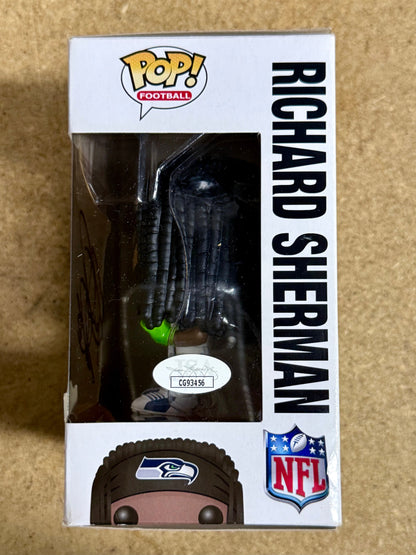 POP!
FOOTBALL
RICHARD SHERMAN
CG93456
NFL